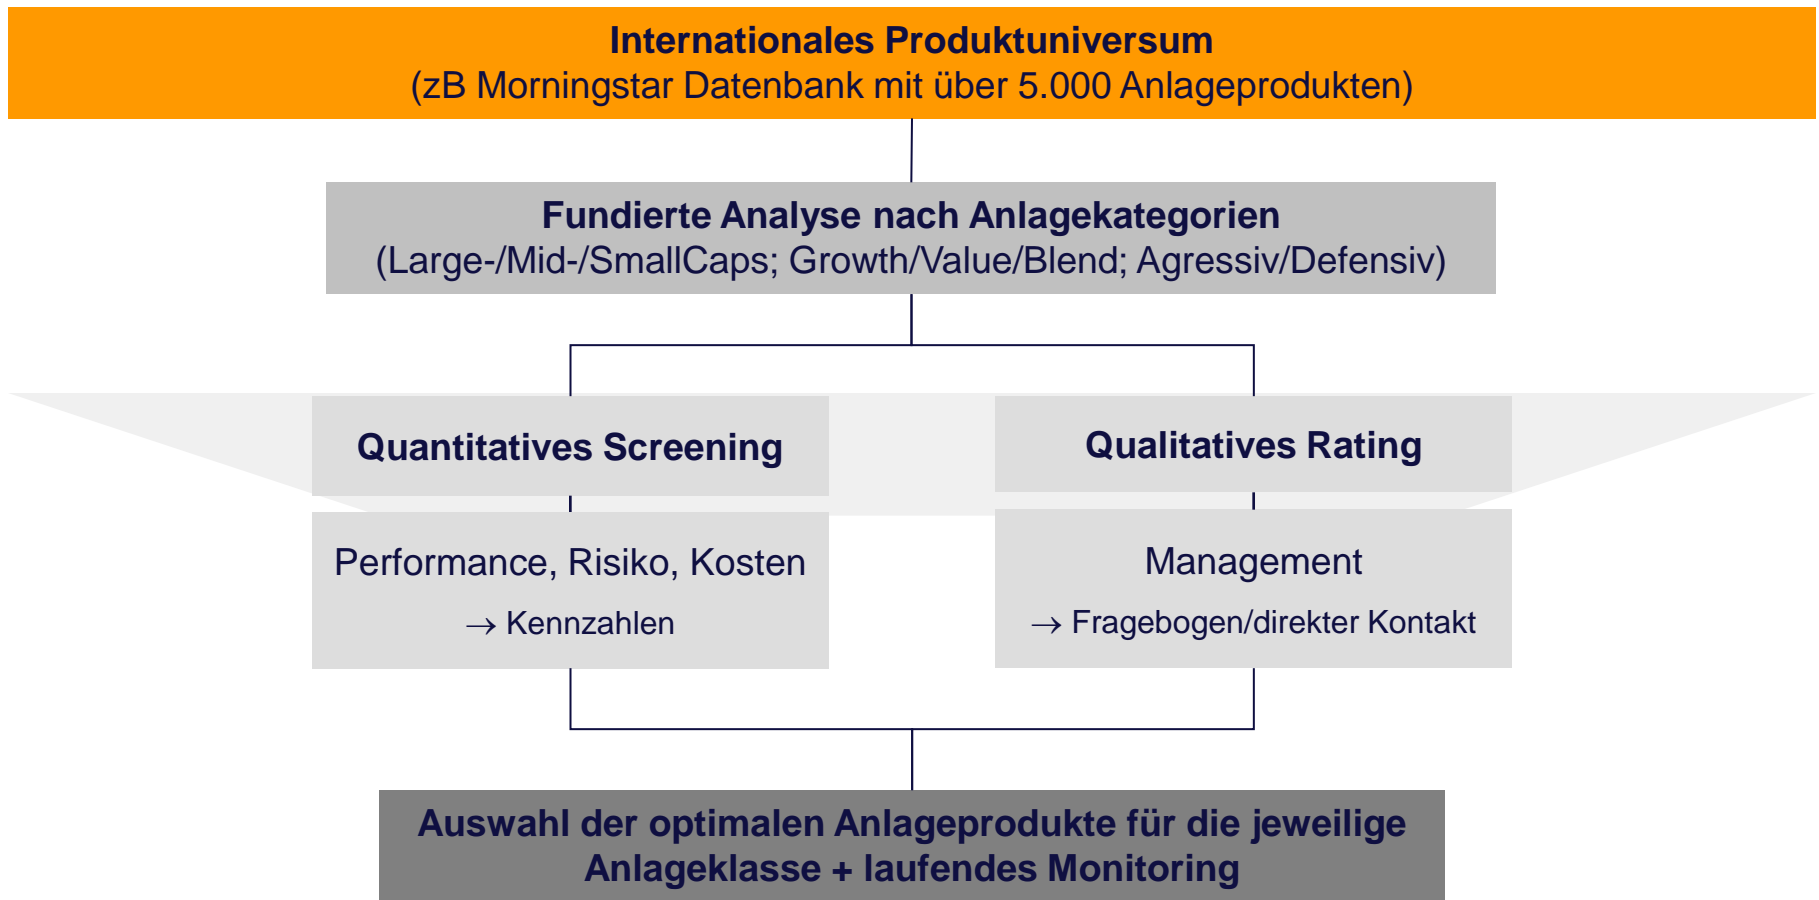 Internationales Produktuniversum
(zB Morningstar Datenbank mit über 5.000 Anlageprodukten)
Fundierte Analyse nach Anlagekategorien
(Large-/Mid-/SmallCaps; Growth/Value/Blend; Agressiv/Defensiv)
Quantitatives Screening
Performance, Risiko, Kosten
→ Kennzahlen
Qualitatives Rating
Management
→ Fragebogen/direkter Kontakt
Auswahl der optimalen Anlageprodukte für die jeweilige
Anlageklasse + laufendes Monitoring